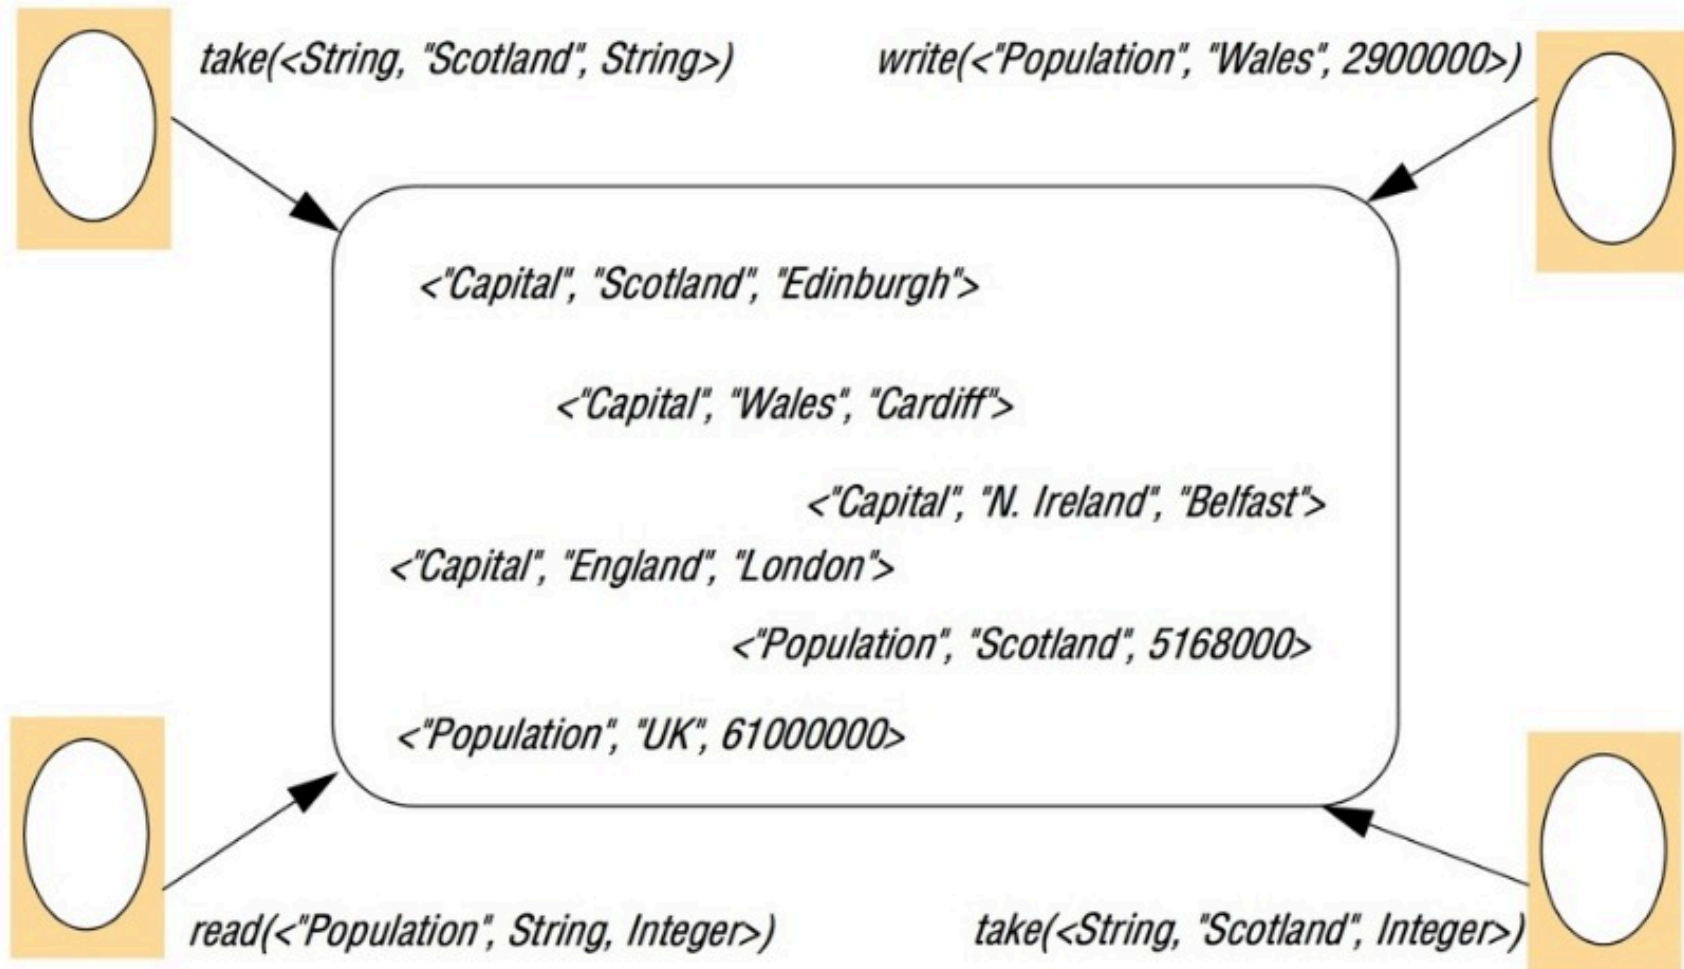 take(<String, "Scotland", String>)
write(<"Population", "Wales", 2900000>)
<"Capital", "Scotland", "Edinburgh">
<"Capital", "Wales", "Cardiff">
<"Capital", "N. Ireland", "Belfast">
<"Capital", "England", "London">
<"Population", "Scotland", 5168000>
<"Population", "UK", 61000000>
read(<"Population", String, Integer>)
take(<String, "Scotland", Integer>)